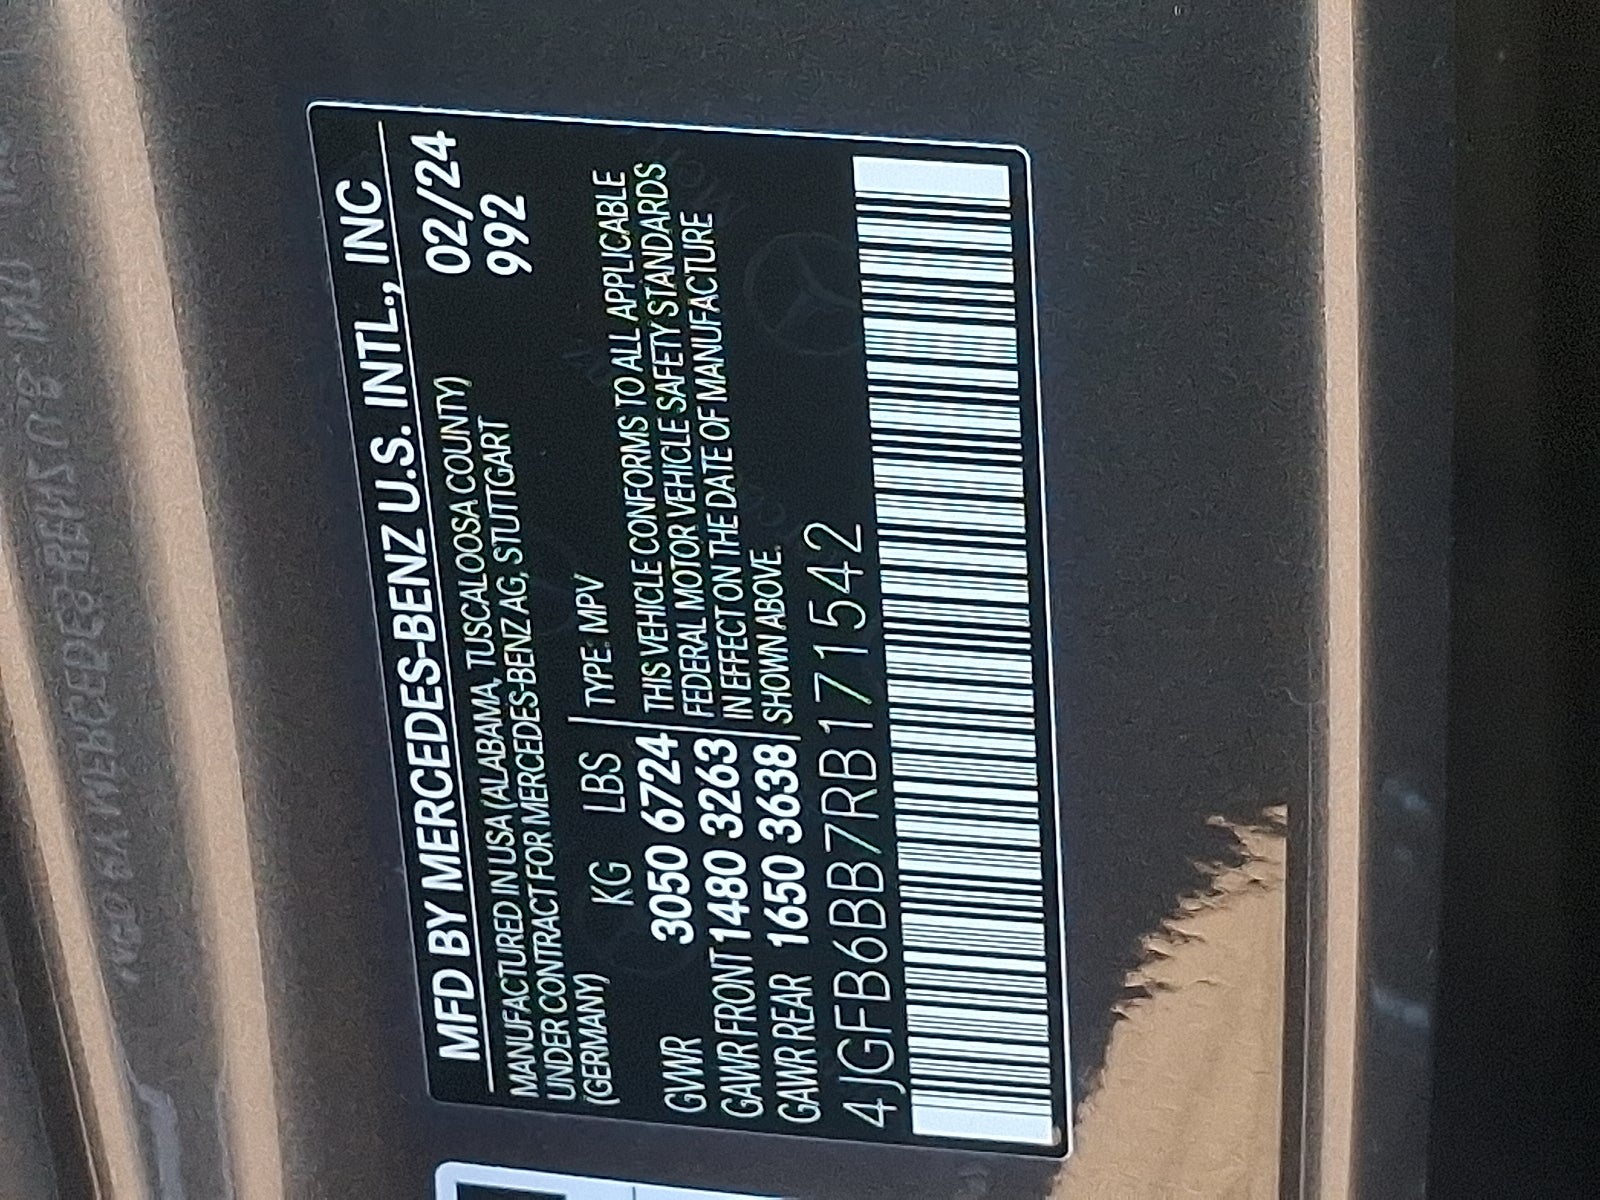 MFD BY MERCEDES-BENZ U.S. INTL., INC
MANUFACTURED IN USA (ALABAMA, TUSCALOOSA COUNTY) 02/24
UNDER CONTRACT FOR MERCEDES-BENZ AG, STUTTGART 992
(GERMANY)
KG LBS TYPE: MPV
GVWR 3050 6724 THIS VEHICLE CONFORMS TO ALL APPLICABLE
GAWR FRONT 1480 3263 FEDERAL MOTOR VEHICLE SAFETY STANDARDS
GAWR REAR 1650 3638 IN EFFECT ON THE DATE OF MANUFACTURE
SHOWN ABOVE.
4JGFB6BB7RB171542